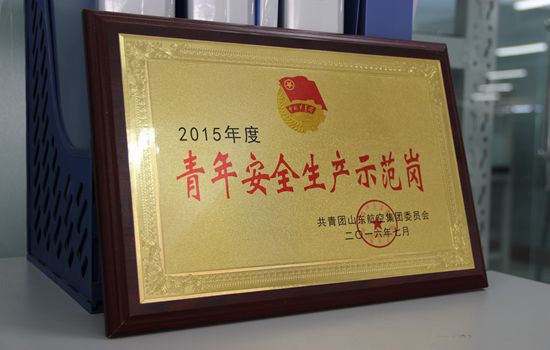 2015年度
青年安全生产示范岗
共青团山东航空集团委员会
二〇一六年七月